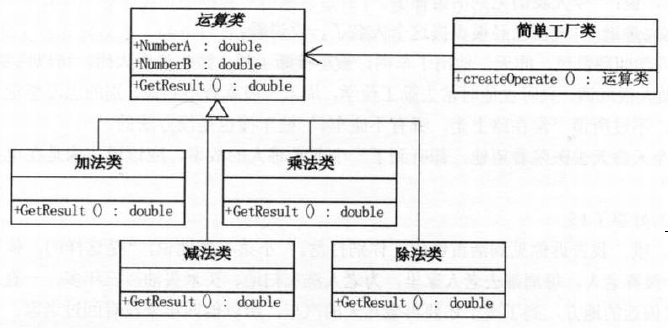 运算类
+NumberA : double
+NumberB : double
+GetResult () : double
简单工厂类
+createOperate () : 运算类
加法类
+GetResult () : double
乘法类
+GetResult () : double
减法类
+GetResult () : double
除法类
+GetResult () : double